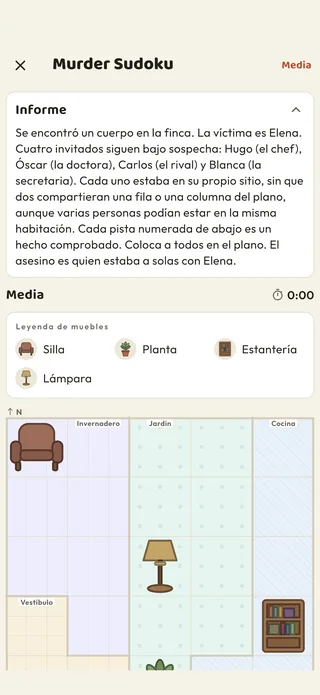 Murder Sudoku
Media
Informe
Se encontró un cuerpo en la finca. La víctima es Elena.
Cuatro invitados siguen bajo sospecha: Hugo (el chef),
Óscar (la doctora), Carlos (el rival) y Blanca (la
secretaria). Cada uno estaba en su propio sitio, sin que
dos compartieran una fila o una columna del plano,
aunque varias personas podían estar en la misma
habitación. Cada pista numerada de abajo es un
hecho comprobado. Coloca a todos en el plano. El
asesino es quien estaba a solas con Elena.
Media
0:00
Leyenda de muebles
Silla
Planta
Estantería
Lámpara
↑ N
Invernadero
Jardín
Cocina
Vestíbulo